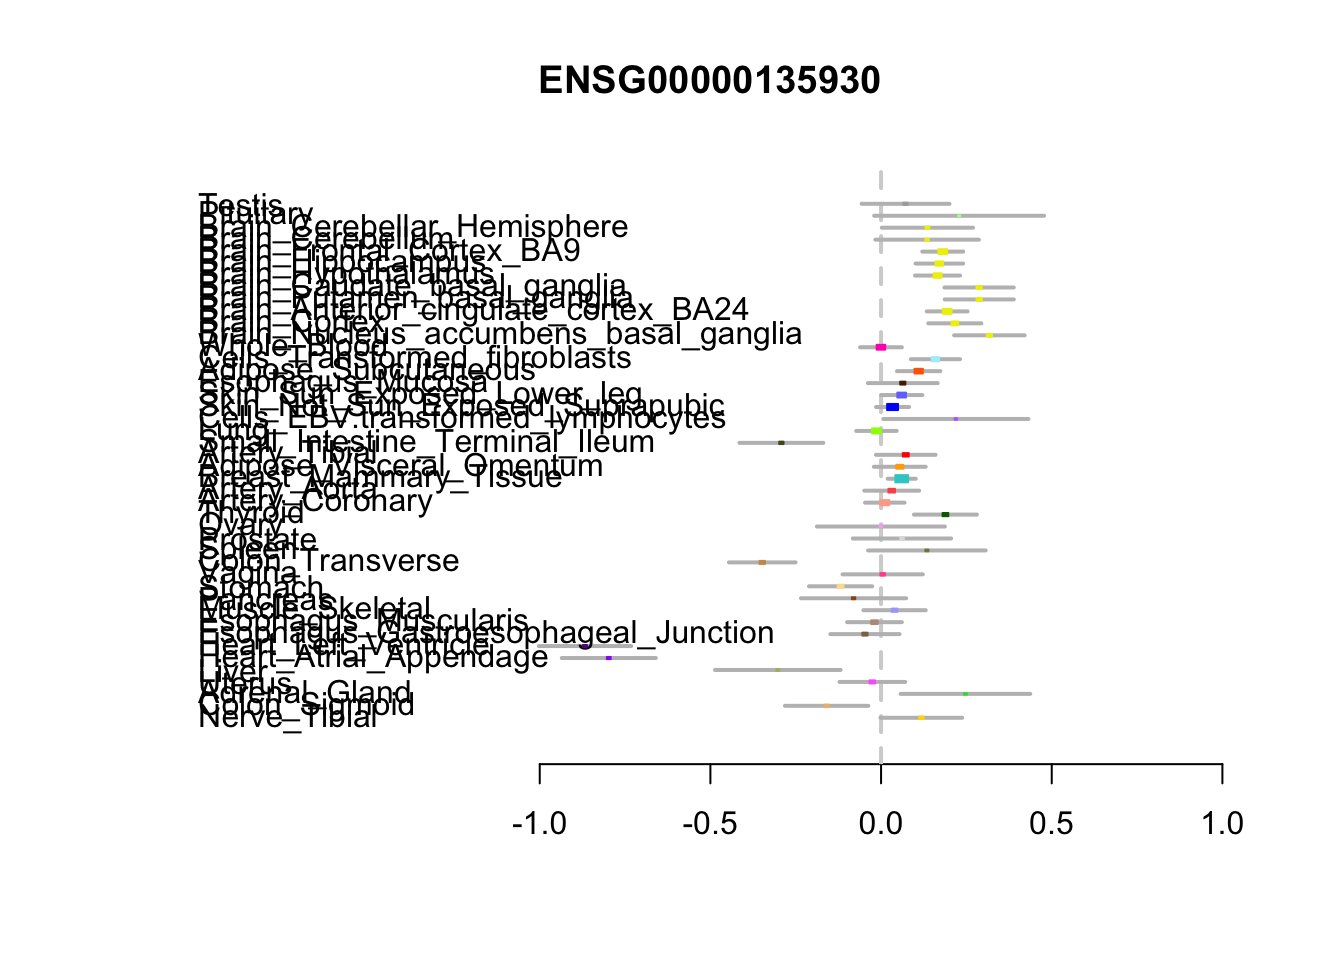 ENSG00000135930
Testis
Pituitary
Brain_Cerebellar_Hemisphere
Brain_Cerebellum
Brain_Frontal_Cortex_BA9
Brain_Hippocampus
Brain_Hypothalamus
Brain_Caudate_basal_ganglia
Brain_Putamen_basal_ganglia
Brain_Anterior_cingulate_cortex_BA24
Brain_Cortex
Brain_Nucleus_accumbens_basal_ganglia
Whole_Blood
Cells_Transformed_fibroblasts
Adipose_Subcutaneous
Esophagus_Mucosa
Skin_Sun_Exposed_Lower_leg
Skin_Not_Sun_Exposed_Suprapubic
Cells_EBV.transformed_lymphocytes
Lung
Small_Intestine_Terminal_Ileum
Artery_Tibial
Adipose_Visceral_Omentum
Breast_Mammary_Tissue
Artery_Aorta
Artery_Coronary
Thyroid
Ovary
Prostate
Spleen
Colon_Transverse
Vagina
Stomach
Pancreas
Muscle_Skeletal
Esophagus_Muscularis
Esophagus_Gastroesophageal_Junction
Heart_Left_Ventricle
Heart_Atrial_Appendage
Liver
Uterus
Adrenal_Gland
Colon_Sigmoid
Nerve_Tibial
-1.0 -0.5 0.0 0.5 1.0